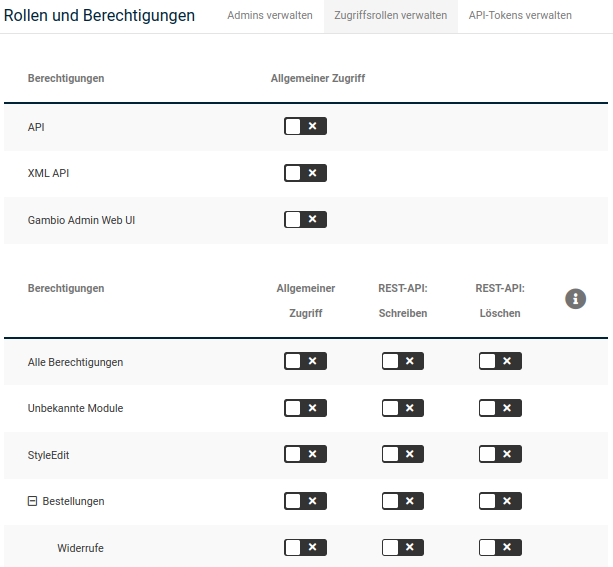 Rollen und Berechtigungen Admins verwalten Zugriffsrollen verwalten API-Tokens verwalten
Berechtigungen Allgemeiner Zugriff
API
XML API
Gambio Admin Web UI
Berechtigungen Allgemeiner REST-API: REST-API:
Zugriff Schreiben Löschen
Alle Berechtigungen
Unbekannte Module
StyleEdit
Bestellungen
Widerrufe